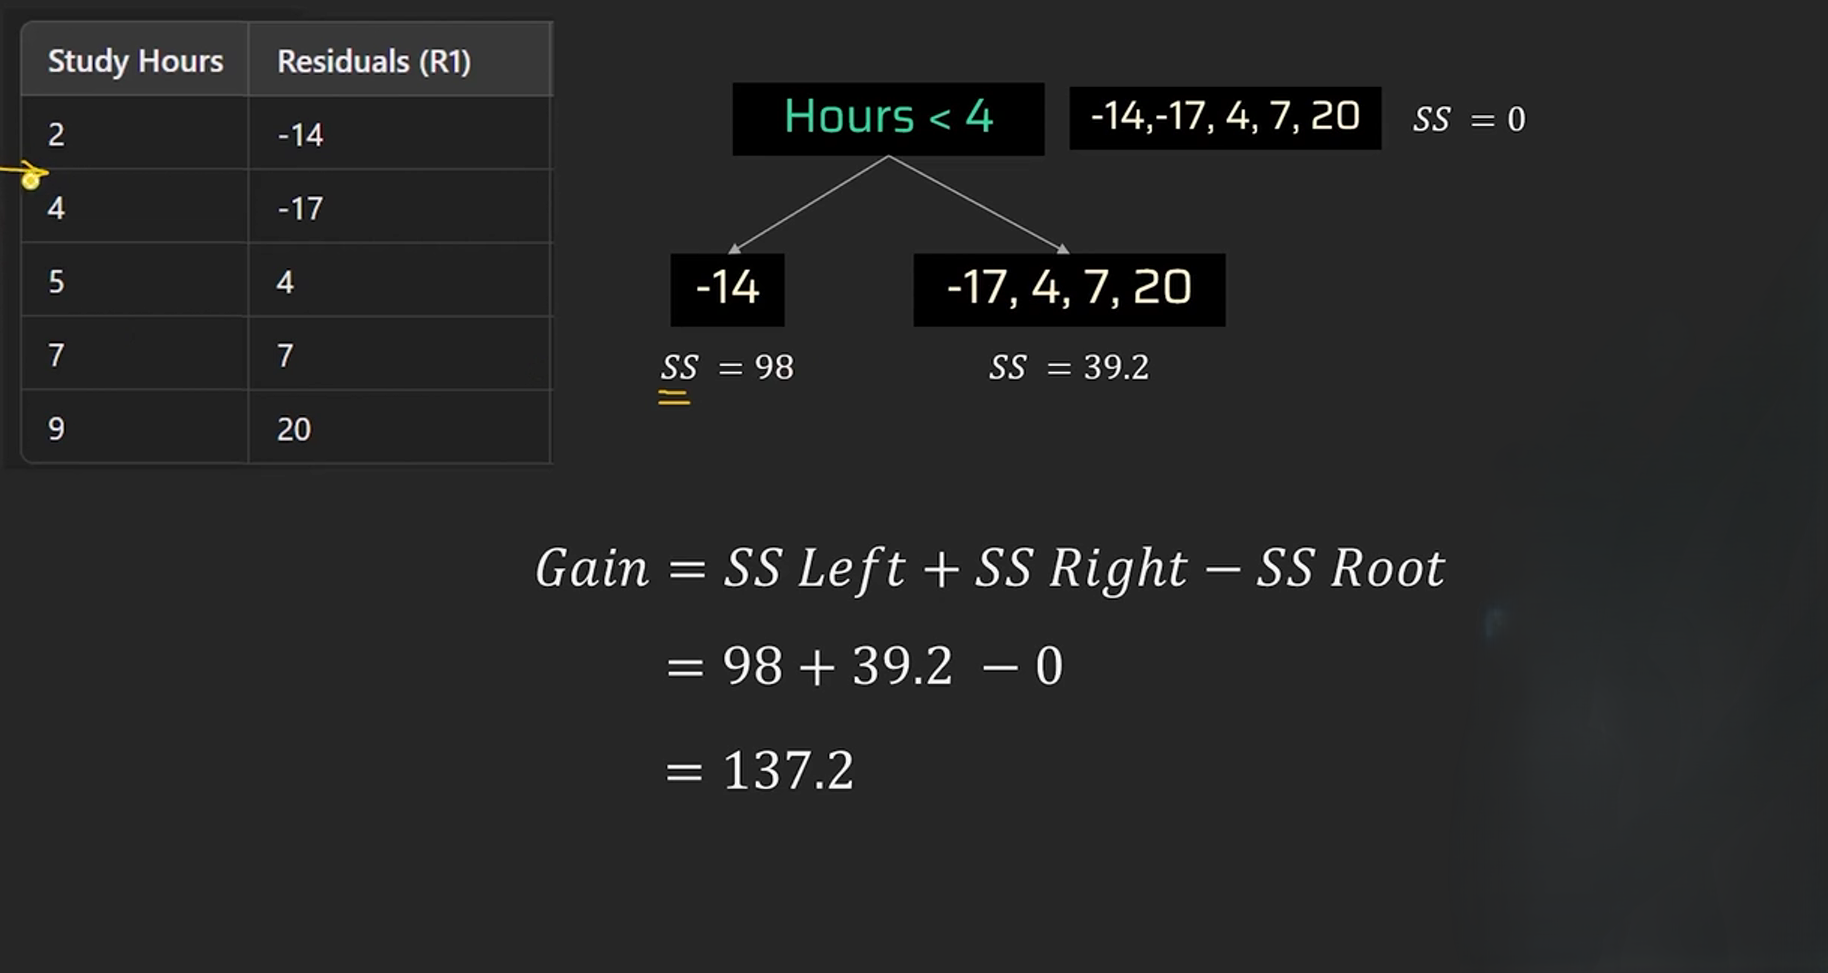 Study Hours Residuals (R1)
2 -14
4 -17
5 4
7 7
9 20
Hours < 4
-14,-17, 4, 7, 20
SS = 0
-14
-17, 4, 7, 20
SS = 98
SS = 39.2
Gain = SS Left + SS Right − SS Root
= 98 + 39.2 − 0
= 137.2